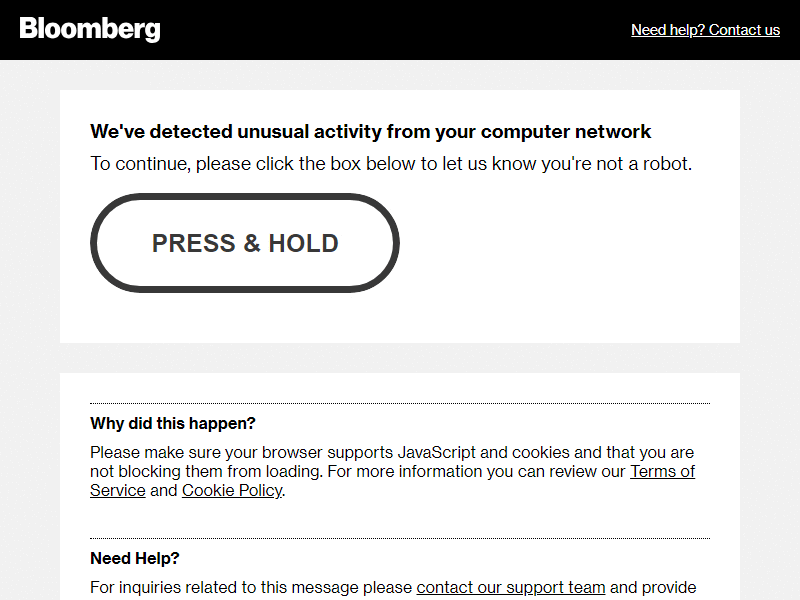 Bloomberg
Need help? Contact us
We've detected unusual activity from your computer network
To continue, please click the box below to let us know you're not a robot.
PRESS & HOLD
Why did this happen?
Please make sure your browser supports JavaScript and cookies and that you are
not blocking them from loading. For more information you can review our Terms of
Service and Cookie Policy.
Need Help?
For inquiries related to this message please contact our support team and provide